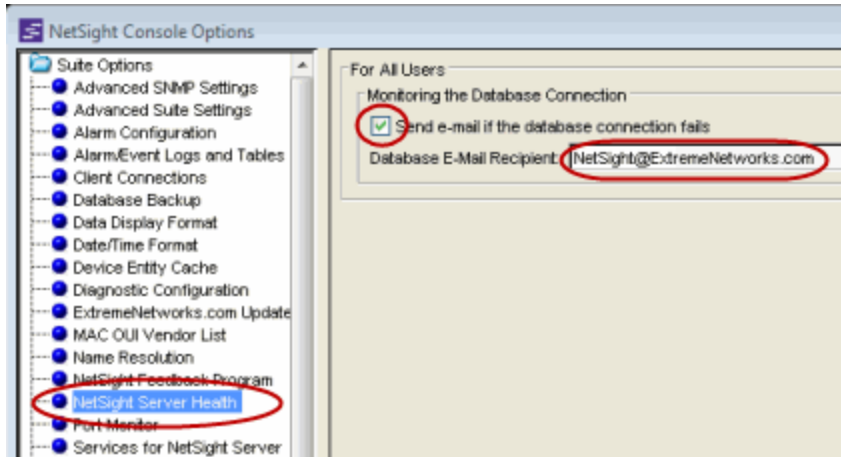 NetSight Console Options
Suite Options
Advanced SNMP Settings
Advanced Suite Settings
Alarm Configuration
Alarm/Event Logs and Tables
Client Connections
Database Backup
Data Display Format
Date/Time Format
Device Entity Cache
Diagnostic Configuration
ExtremeNetworks.com Update
MAC OUI Vendor List
Name Resolution
NetSight Feedback Program
NetSight Server Health
Port Monitor
Services for NetSight Server
For All Users
Monitoring the Database Connection
Send e-mail if the database connection fails
Database E-Mail Recipient: NetSight@ExtremeNetworks.com